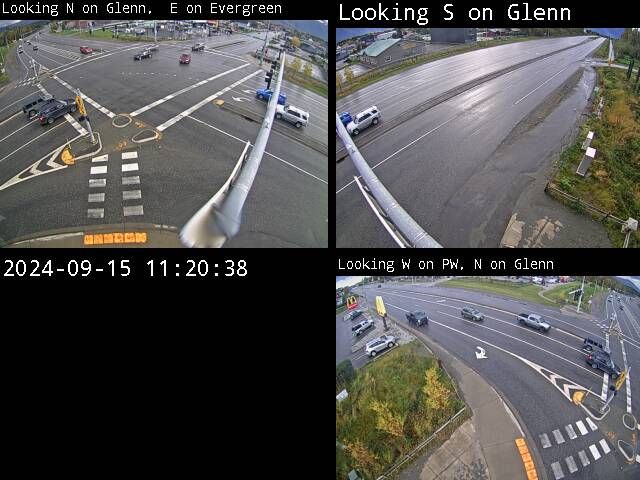 Looking N on Glenn, E on Evergreen
Looking S on Glenn
2024-09-15 11:20:38
Looking W on PW, N on Glenn